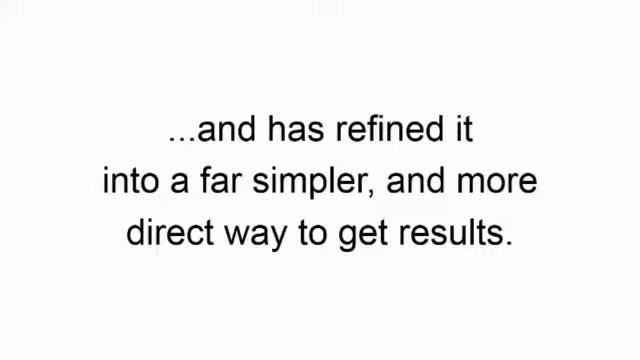 ...and has refined it
into a far simpler, and more
direct way to get results.